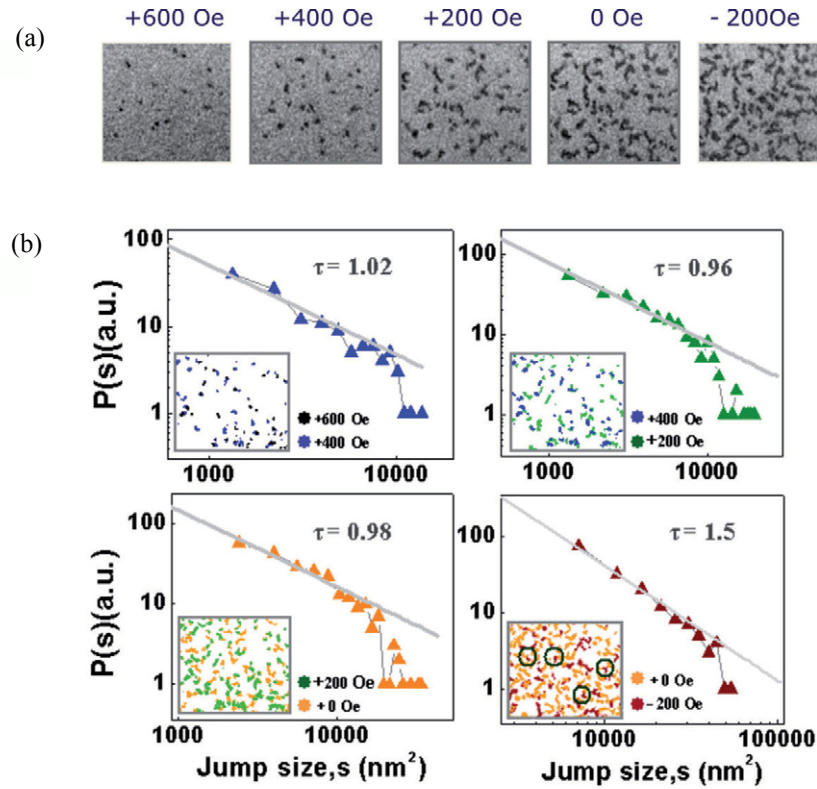 (a)
+600 Oe +400 Oe +200 Oe 0 Oe - 200Oe
(b)
P(s)(a.u.)
100
10
1
τ = 1.02
+600 Oe
+400 Oe
1000 10000
100
10
1
τ = 0.96
+400 Oe
+200 Oe
1000 10000
P(s)(a.u.)
100
10
1
τ = 0.98
+200 Oe
+0 Oe
1000 10000
Jump size,s (nm²)
100
10
1
τ = 1.5
+ 0 Oe
- 200 Oe
10000 100000
Jump size,s (nm²)